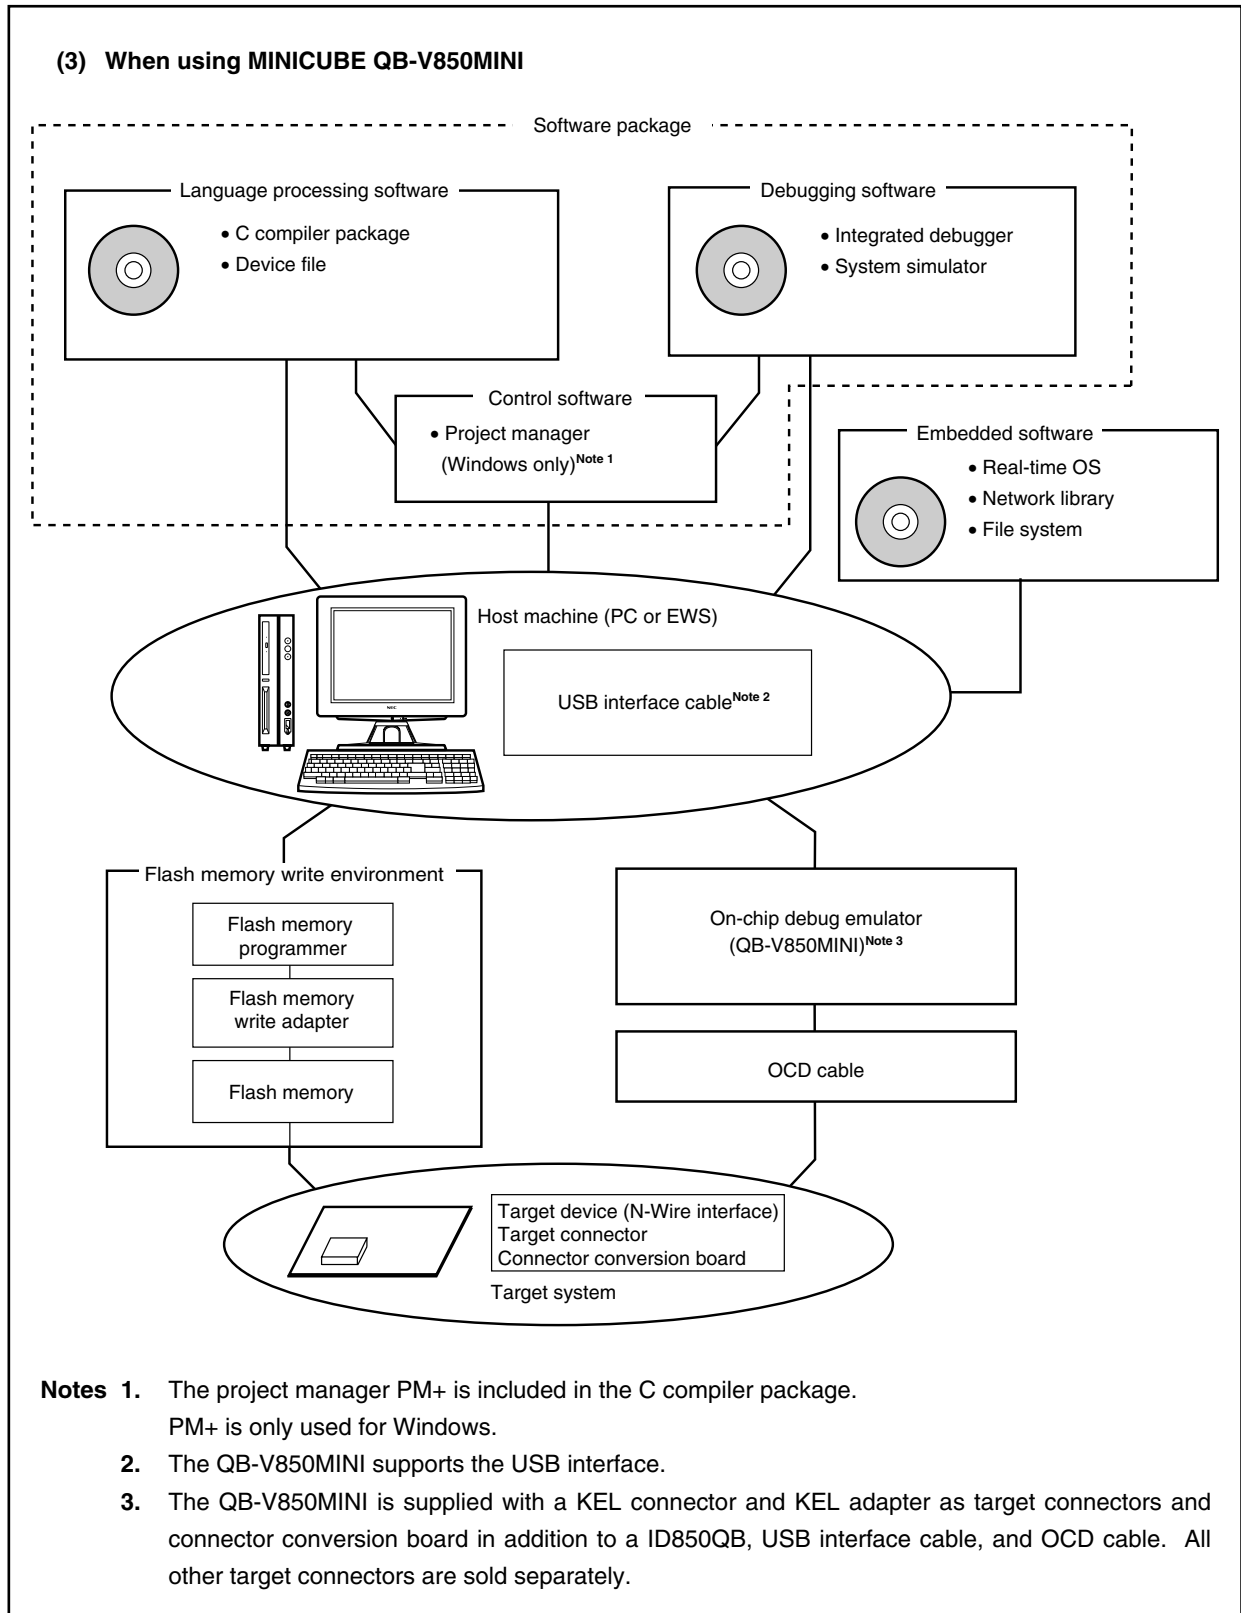 (3) When using MINICUBE QB-V850MINI
Software package
Language processing software
• C compiler package
• Device file
Debugging software
• Integrated debugger
• System simulator
Control software
• Project manager
(Windows only)Note 1
Embedded software
• Real-time OS
• Network library
• File system
Host machine (PC or EWS)
USB interface cableNote 2
NEC
Flash memory write environment
Flash memory
programmer
Flash memory
write adapter
Flash memory
On-chip debug emulator
(QB-V850MINI)Note 3
OCD cable
Target device (N-Wire interface)
Target connector
Connector conversion board
Target system
Notes 1. The project manager PM+ is included in the C compiler package.
PM+ is only used for Windows.
2. The QB-V850MINI supports the USB interface.
3. The QB-V850MINI is supplied with a KEL connector and KEL adapter as target connectors and
connector conversion board in addition to a ID850QB, USB interface cable, and OCD cable. All
other target connectors are sold separately.